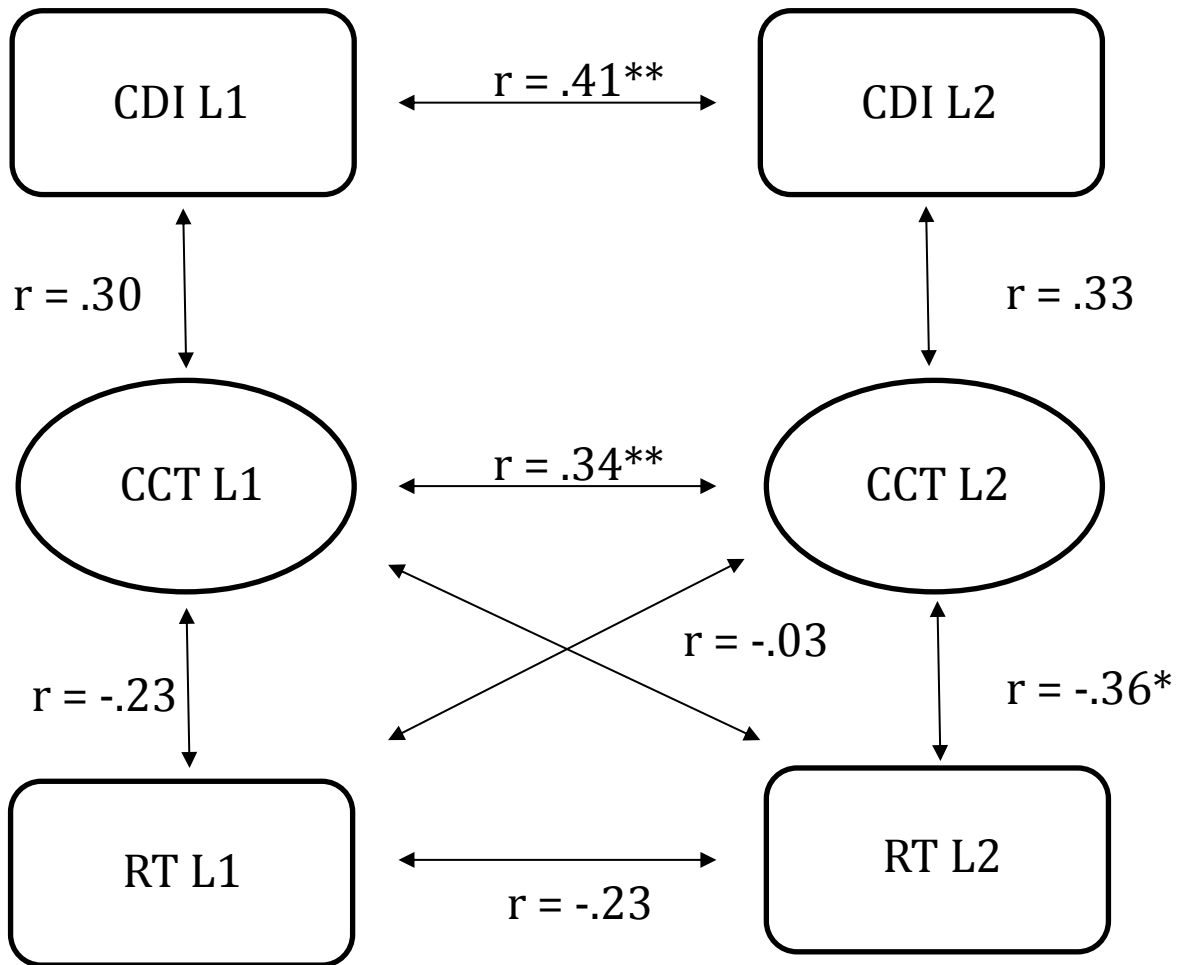 r = .41**
CDI L1
CDI L2
r = .30
r = .33
r = .34**
CCT L1
CCT L2
r = -.03
r = -.23
r = -.36*
RT L1
RT L2
r = -.23